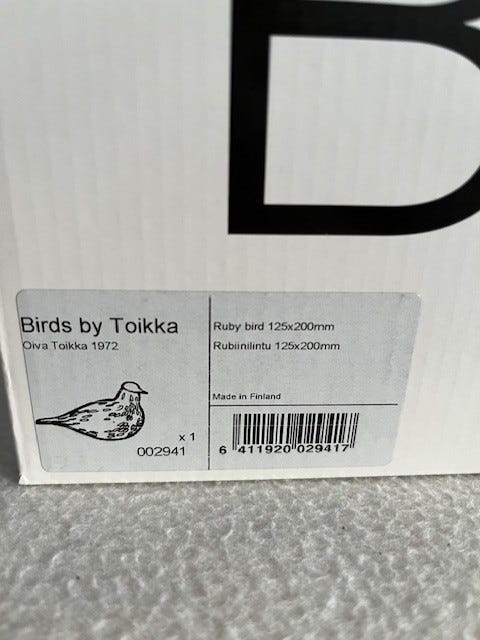 B
Birds by Toikka
Oiva Toikka 1972
x 1
002941
Ruby bird 125x200mm
Rubiinilintu 125x200mm
Made in Finland
6 411920 029417